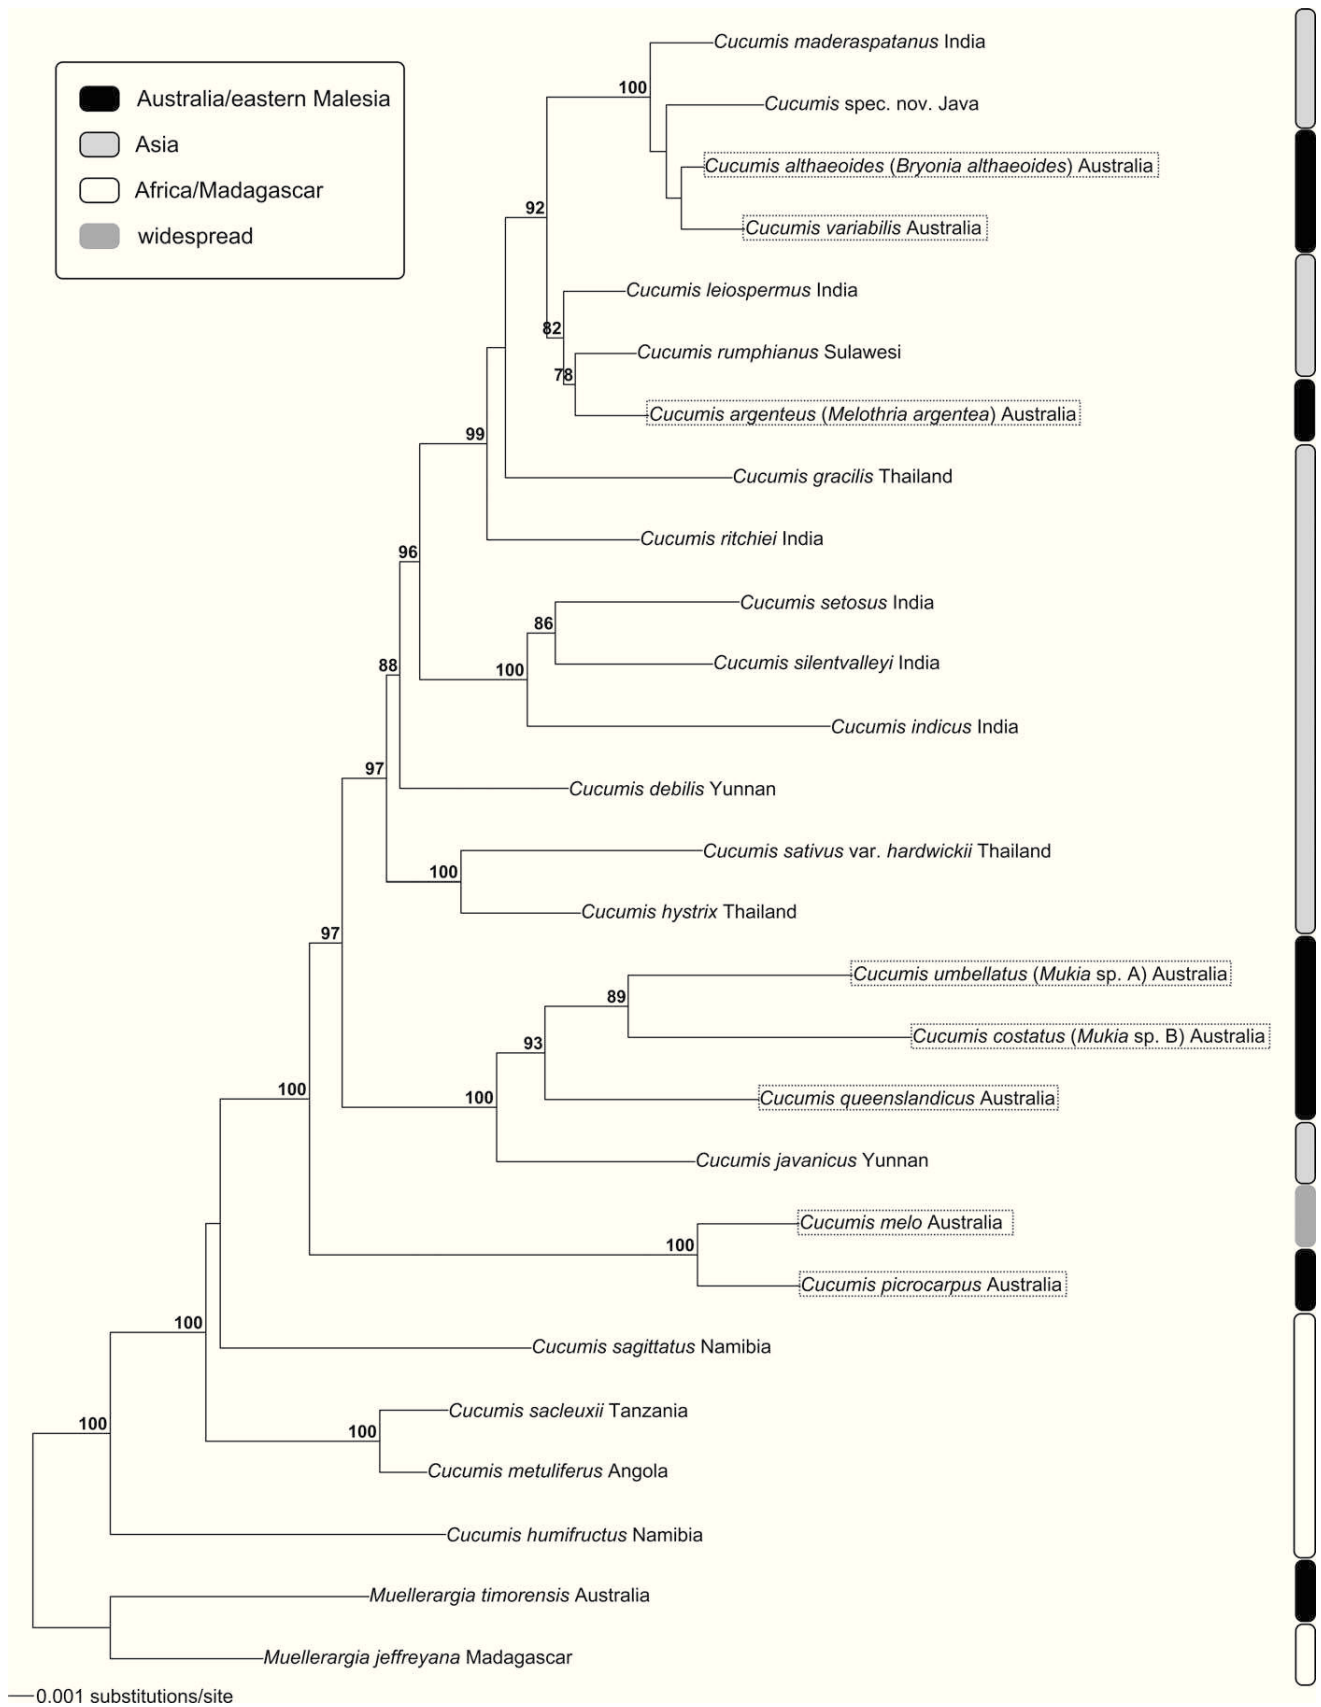 Australia/eastern Malesia
Asia
Africa/Madagascar
widespread
Cucumis maderaspatanus India
100
Cucumis spec. nov. Java
Cucumis althaeoides (Bryonia althaeoides) Australia
92
Cucumis variabilis Australia
Cucumis leiospermus India
82
Cucumis rumphianus Sulawesi
78
Cucumis argenteus (Melothria argentea) Australia
99
Cucumis gracilis Thailand
Cucumis ritchiei India
96
Cucumis setosus India
86
Cucumis silentvalleyi India
88
100
Cucumis indicus India
97
Cucumis debilis Yunnan
Cucumis sativus var. hardwickii Thailand
100
Cucumis hystrix Thailand
97
Cucumis umbellatus (Mukia sp. A) Australia
89
Cucumis costatus (Mukia sp. B) Australia
93
Cucumis queenslandicus Australia
100
100
Cucumis javanicus Yunnan
Cucumis melo Australia
100
Cucumis picrocarpus Australia
100
Cucumis sagittatus Namibia
Cucumis sacleuxii Tanzania
100
100
Cucumis metuliferus Angola
Cucumis humifructus Namibia
Muellerargia timorensis Australia
Muellerargia jeffreyana Madagascar
0.001 substitutions/site